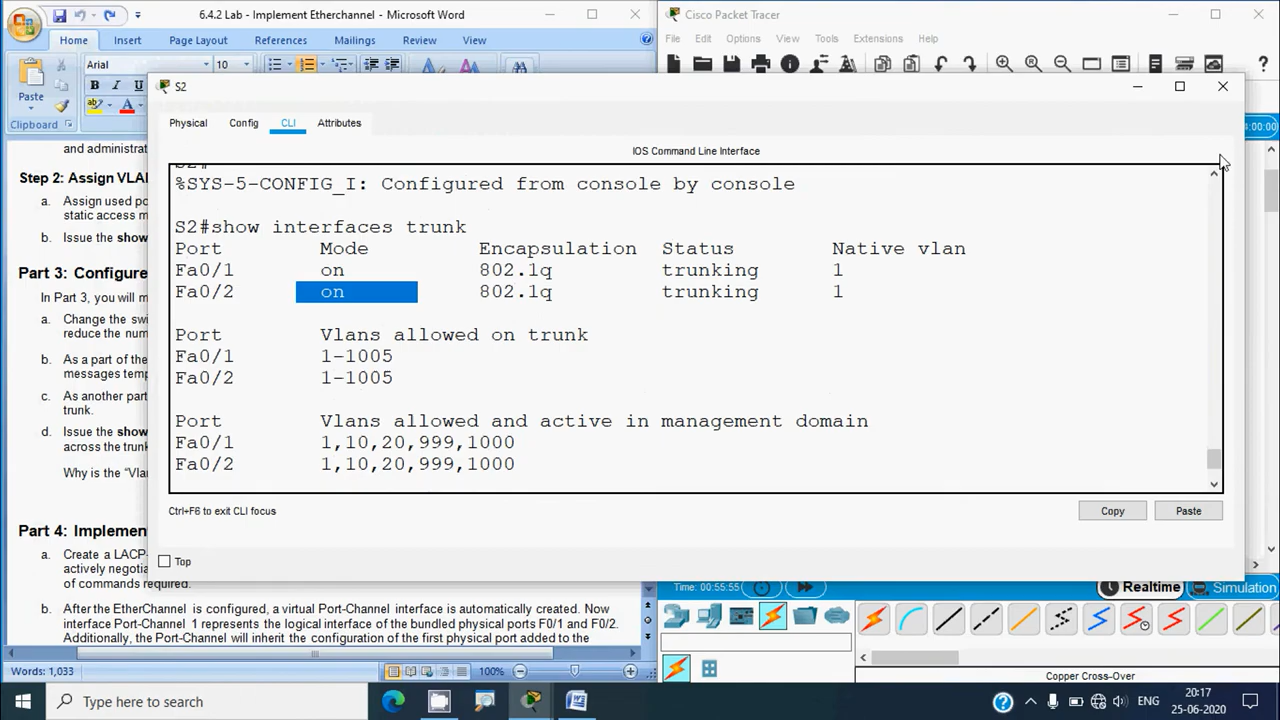 6.4.2 Lab - Implement Etherchannel - Microsoft Word
Home Insert Page Layout References Mailings Review View
Arial 10
Paste
B I U
Clipboard
Cisco Packet Tracer
File Edit Options View Tools Extensions Help
S2
Physical Config CLI Attributes
IOS Command Line Interface
S2#
%SYS-5-CONFIG_I: Configured from console by console
S2#show interfaces trunk
Port Mode Encapsulation Status Native vlan
Fa0/1 on 802.1q trunking 1
Fa0/2 on 802.1q trunking 1
Port Vlans allowed on trunk
Fa0/1 1-1005
Fa0/2 1-1005
Port Vlans allowed and active in management domain
Fa0/1 1,10,20,999,1000
Fa0/2 1,10,20,999,1000
Ctrl+F6 to exit CLI focus
Copy Paste
Top
and administrat
Step 2: Assign VLA
a. Assign used po
static access m
b. Issue the show
Part 3: Configure
In Part 3, you will m
a. Change the swi
reduce the num
b. As a part of the
messages temp
c. As another part
trunk.
d. Issue the show
across the trunk
Why is the “Vlar
Part 4: Implemen
a. Create a LACP-
actively negotia
of commands required.
b. After the EtherChannel is configured, a virtual Port-Channel interface is automatically created. Now
interface Port-Channel 1 represents the logical interface of the bundled physical ports F0/1 and F0/2.
Additionally, the Port-Channel will inherit the configuration of the first physical port added to the
Words: 1,033 100%
4:00:00
Time: 00:55:55 Realtime Simulation
Copper Cross-Over
Type here to search
ENG
20:17
25-06-2020